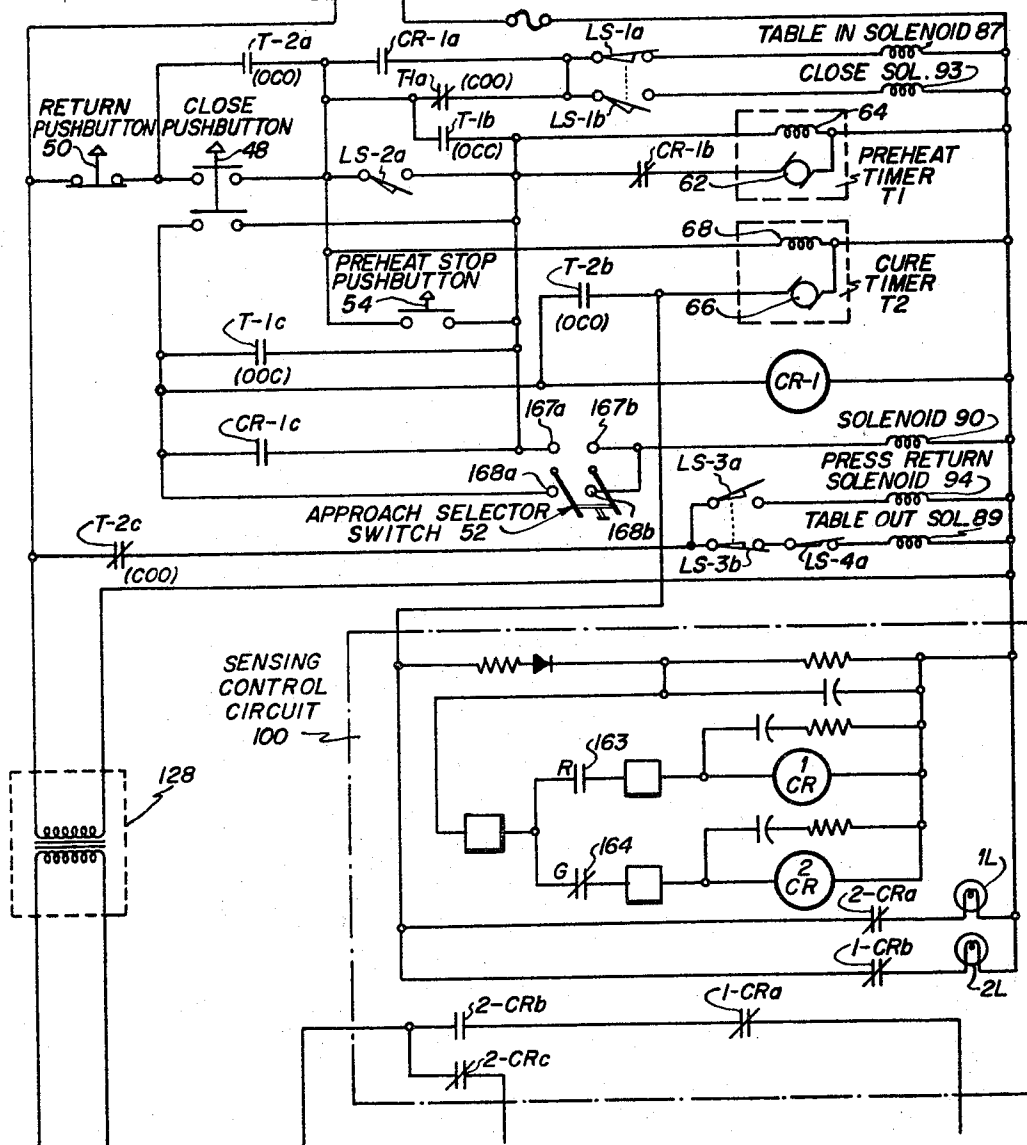 LS-1a
TABLE IN SOLENOID 87
T-2a
CR-1a
(OCO)
T-1a
(COO)
CLOSE SOL. 93
RETURN
PUSHBUTTON
50
CLOSE
PUSHBUTTON
48
LS-1b
T-1b
(OCC)
64
LS-2a
CR-1b
62
PREHEAT
TIMER
T1
68
PREHEAT STOP
PUSHBUTTON
54
T-2b
(OCO)
66
CURE
TIMER
T2
T-1c
(OOC)
CR-1
CR-1c
167a
167b
SOLENOID 90
168a
LS-3a
PRESS RETURN
SOLENOID 94
APPROACH SELECTOR
SWITCH 52
168b
TABLE OUT SOL. 89
T-2c
(COO)
LS-3b
LS-4a
SENSING
CONTROL
CIRCUIT
100
128
R
163
1
CR
G
164
2
CR
1L
2-CRa
1-CRb
2L
2-CRb
1-CRa
2-CRc